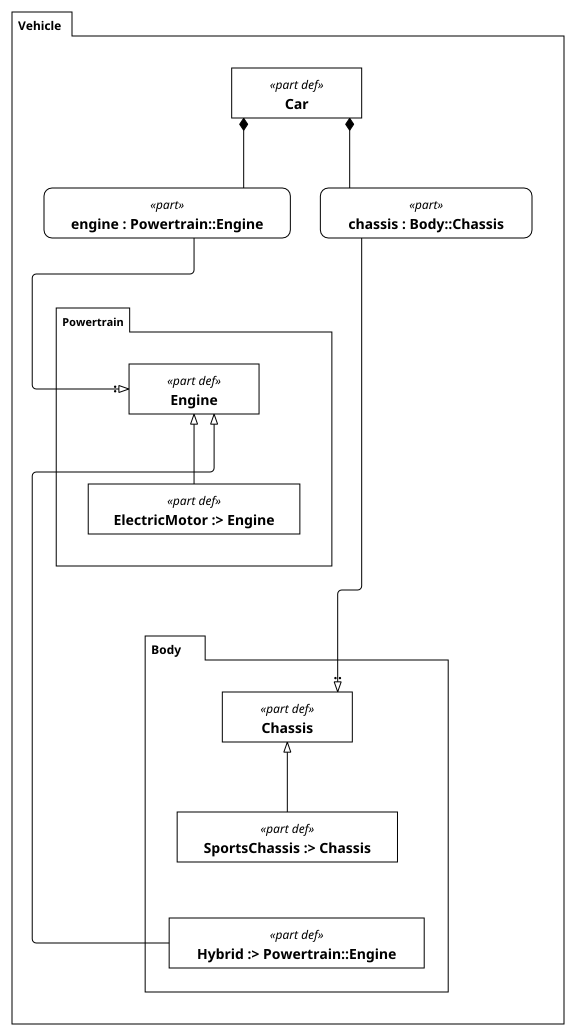 Vehicle
«part def»
Car
«part»
engine : Powertrain::Engine
«part»
chassis : Body::Chassis
Powertrain
«part def»
Engine
«part def»
ElectricMotor :> Engine
Body
«part def»
Chassis
«part def»
SportsChassis :> Chassis
«part def»
Hybrid :> Powertrain::Engine